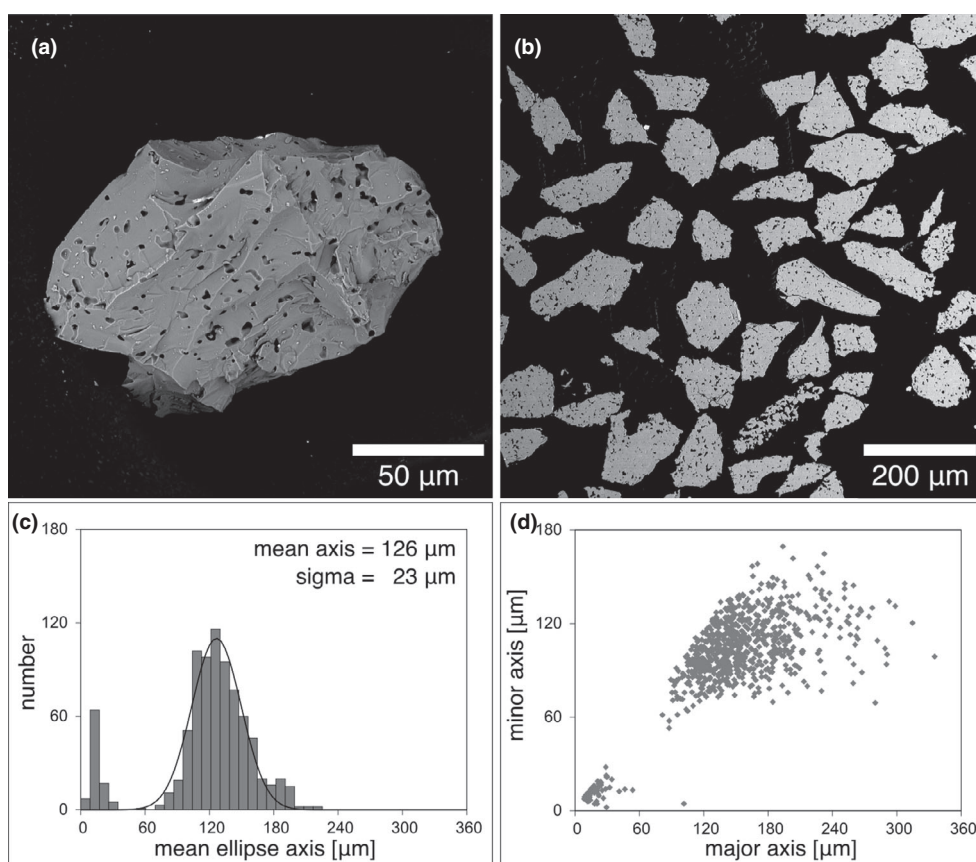 (a)
50 µm
(b)
200 µm
(c)
180
120
60
0
number
mean axis = 126 µm
sigma = 23 µm
0 60 120 180 240 300 360
mean ellipse axis [µm]
(d)
180
120
60
0
minor axis [µm]
0 60 120 180 240 300 360
major axis [µm]